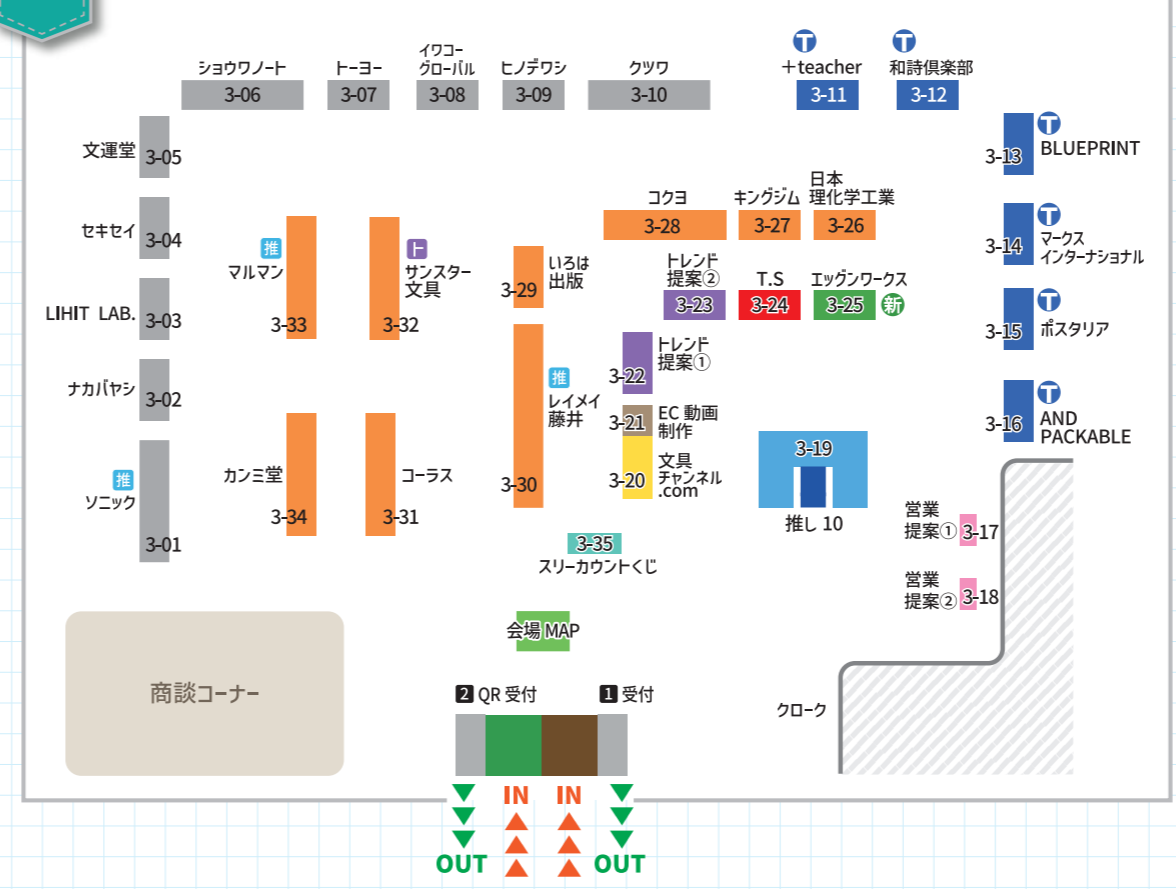 ショウワノート
3-06
トーヨー
3-07
イワコー
グローバル
3-08
ヒノデワシ
3-09
クツワ
3-10
T
＋teacher
3-11
T
和詩倶楽部
3-12
文運堂
3-05
セキセイ
3-04
LIHIT LAB.
3-03
ナカバヤシ
3-02
推
ソニック
3-01
推
マルマン
3-33
ト
サンスター
文具
3-32
カンミ堂
3-34
コーラス
3-31
いろは
出版
3-29
推
レイメイ
藤井
3-30
コクヨ
3-28
キングジム
3-27
日本
理化学工業
3-26
トレンド
提案②
3-23
T.S
3-24
エッグンワークス
3-25
新
トレンド
提案①
3-22
EC 動画
制作
3-21
文具
チャンネル
.com
3-20
3-19
推し 10
T
BLUEPRINT
3-13
T
マークス
インターナショナル
3-14
T
ポスタリア
3-15
T
AND
PACKABLE
3-16
営業
提案①
3-17
営業
提案②
3-18
3-35
スリーカウントくじ
会場 MAP
商談コーナー
2 QR 受付
1 受付
クローク
IN
IN
OUT
OUT